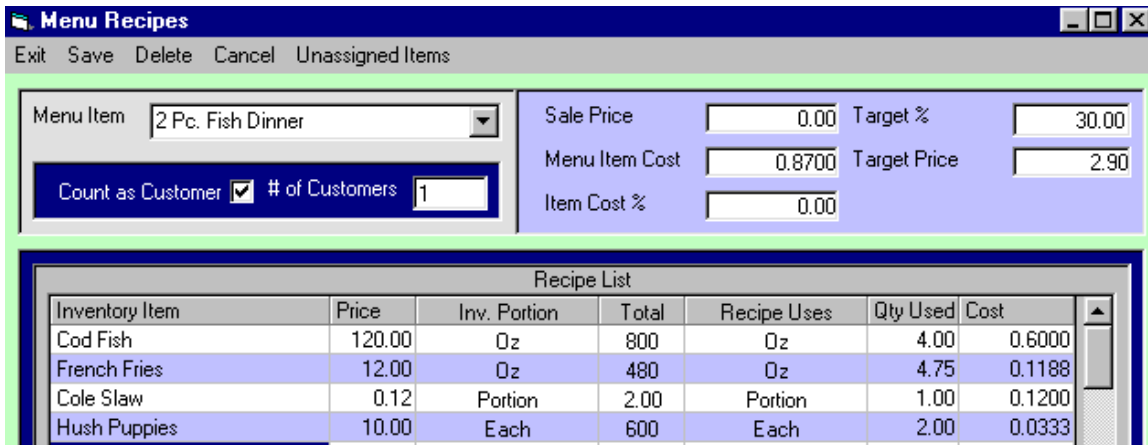 Menu Recipes
Exit Save Delete Cancel Unassigned Items
Menu Item 2 Pc. Fish Dinner
Count as Customer # of Customers 1
Sale Price 0.00 Target % 30.00
Menu Item Cost 0.8700 Target Price 2.90
Item Cost % 0.00
Recipe List
Inventory Item Price Inv. Portion Total Recipe Uses Qty Used Cost
Cod Fish 120.00 Oz 800 Oz 4.00 0.6000
French Fries 12.00 Oz 480 Oz 4.75 0.1188
Cole Slaw 0.12 Portion 2.00 Portion 1.00 0.1200
Hush Puppies 10.00 Each 600 Each 2.00 0.0333